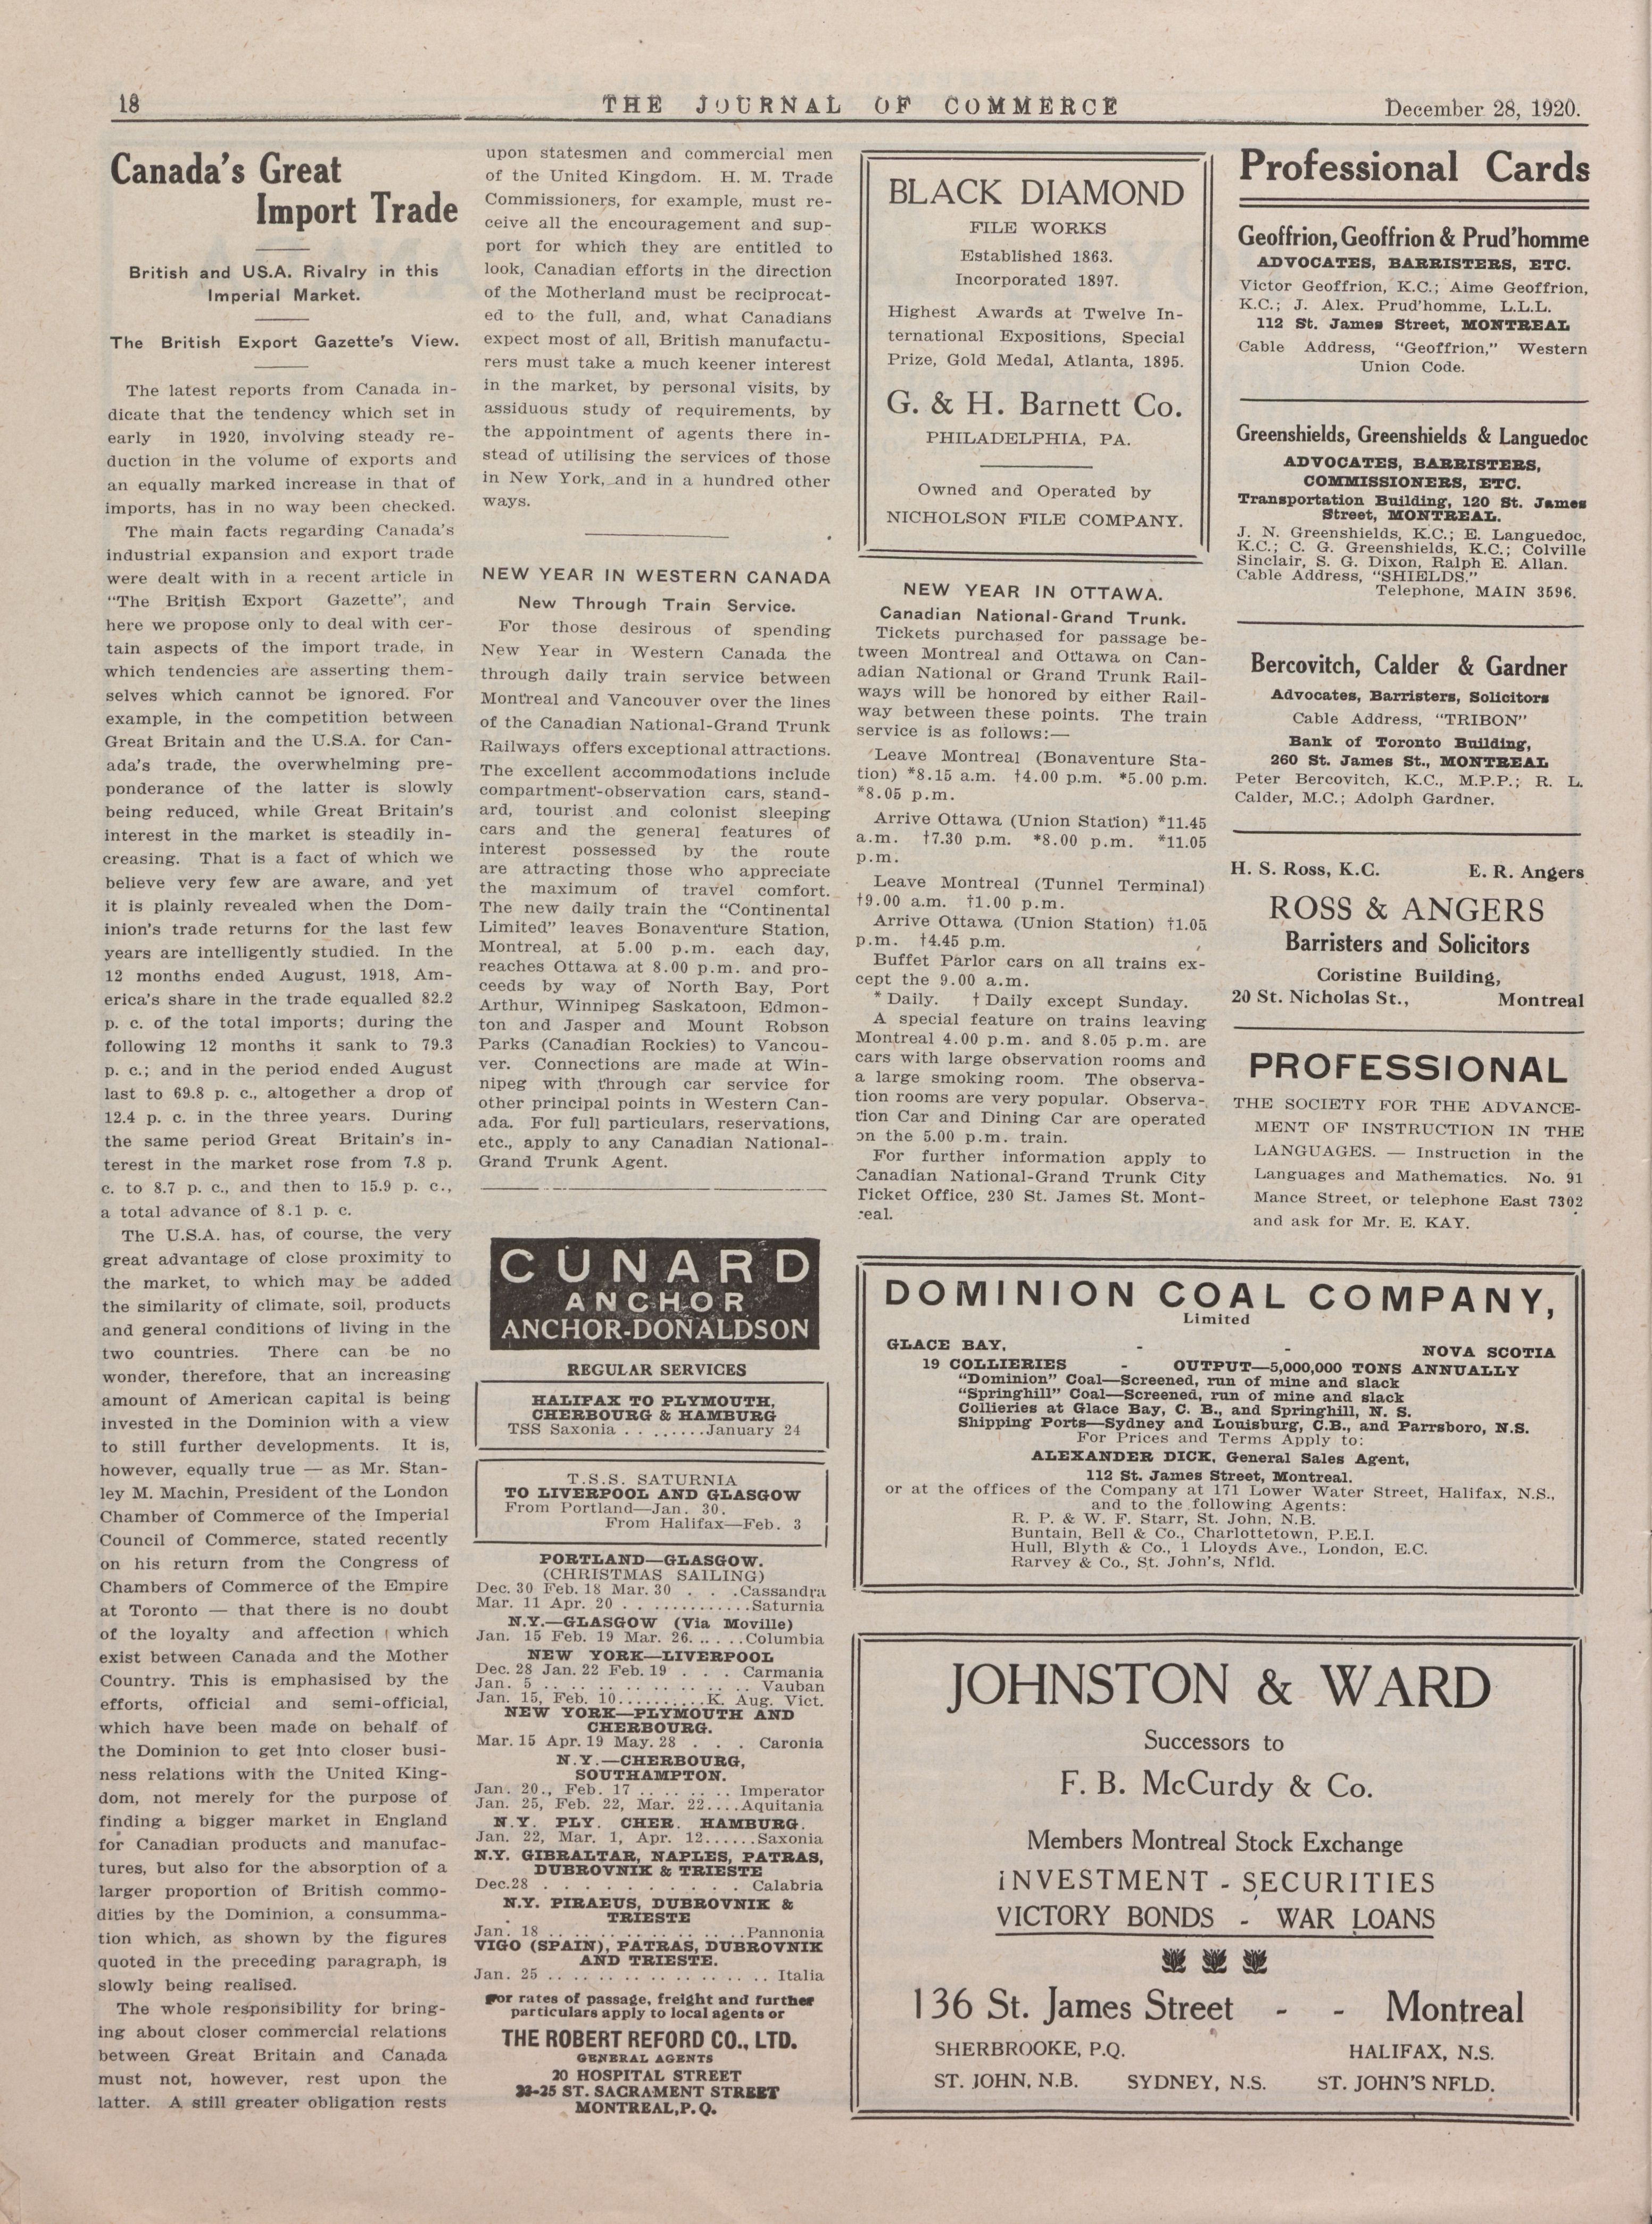 18
THE JOURNAL OF COMMERCE
December 28, 1920.
Canada's Great
Import Trade
British and US.A. Rivalry in this
Imperial Market.
The British Export Gazette's View.
The latest reports from Canada in-
dicate that the tendency which set in
early in 1920, involving steady re-
duction in the volume of exports and
an equally marked increase in that of
imports, has in no way been checked.
The main facts regarding Canada's
industrial expansion and export trade
were dealt with in a recent article in
"The British Export Gazette", and
here we propose only to deal with cer-
tain aspects of the import trade, in
which tendencies are asserting them-
selves which cannot be ignored. For
example, in the competition between
Great Britain and the U.S.A. for Can-
ada's trade, the overwhelming pre-
ponderance of the latter is slowly
being reduced, while Great Britain's
interest in the market is steadily in-
creasing. That is a fact of which we
believe very few are aware, and yet
it is plainly revealed when the Dom-
inion's trade returns for the last few
years are intelligently studied. In the
12 months ended August, 1918, Am-
erica's share in the trade equalled 82.2
p. c. of the total imports; during the
following 12 months it sank to 79.3
p. c.; and in the period ended August
last to 69.8 p. c., altogether a drop of
12.4 p. c. in the three years. During
the same period Great Britain's in-
terest in the market rose from 7.8 p.
c. to 8.7 p. c., and then to 15.9 p. c.,
a total advance of 8.1 p. c.
The U.S.A. has, of course, the very
great advantage of close proximity to
the market, to which may be added
the similarity of climate, soil, products
and general conditions of living in the
two countries. There can be no
wonder, therefore, that an increasing
amount of American capital is being
invested in the Dominion with a view
to still further developments. It is,
however, equally true — as Mr. Stan-
ley M. Machin, President of the London
Chamber of Commerce of the Imperial
Council of Commerce, stated recently
on his return from the Congress of
Chambers of Commerce of the Empire
at Toronto — that there is no doubt
of the loyalty and affection which
exist between Canada and the Mother
Country. This is emphasised by the
efforts, official and semi-official,
which have been made on behalf of
the Dominion to get into closer busi-
ness relations with the United King-
dom, not merely for the purpose of
finding a bigger market in England
for Canadian products and manufac-
tures, but also for the absorption of a
larger proportion of British commo-
dities by the Dominion, a consumma-
tion which, as shown by the figures
quoted in the preceding paragraph, is
slowly being realised.
The whole responsibility for bring-
ing about closer commercial relations
between Great Britain and Canada
must not, however, rest upon the
latter. A still greater obligation rests
upon statesmen and commercial men
of the United Kingdom. H. M. Trade
Commissioners, for example, must re-
ceive all the encouragement and sup-
port for which they are entitled to
look, Canadian efforts in the direction
of the Motherland must be reciprocat-
ed to the full, and, what Canadians
expect most of all, British manufactu-
rers must take a much keener interest
in the market, by personal visits, by
assiduous study of requirements, by
the appointment of agents there in-
stead of utilising the services of those
in New York, and in a hundred other
ways.
NEW YEAR IN WESTERN CANADA
New Through Train Service.
For those desirous of spending
New Year in Western Canada the
through daily train service between
Montreal and Vancouver over the lines
of the Canadian National-Grand Trunk
Railways offers exceptional attractions.
The excellent accommodations include
compartment-observation cars, stand-
ard, tourist and colonist sleeping
cars and the general features of
interest possessed by the route
are attracting those who appreciate
the maximum of travel comfort.
The new daily train the "Continental
Limited" leaves Bonaventure Station,
Montreal, at 5.00 p.m. each day,
reaches Ottawa at 8.00 p.m. and pro-
ceeds by way of North Bay, Port
Arthur, Winnipeg Saskatoon, Edmon-
ton and Jasper and Mount Robson
Parks (Canadian Rockies) to Vancou-
ver. Connections are made at Win-
nipeg with through car service for
other principal points in Western Can-
ada. For full particulars, reservations,
etc., apply to any Canadian National-
Grand Trunk Agent.
CUNARD
ANCHOR
ANCHOR-DONALDSON
REGULAR SERVICES
HALIFAX TO PLYMOUTH,
CHERBOURG & HAMBURG
TSS Saxonia . . .......January 24
T.S.S. SATURNIA
TO LIVERPOOL AND GLASGOW
From Portland—Jan. 30.
From Halifax—Feb. 3
PORTLAND—GLASGOW.
(CHRISTMAS SAILING)
Dec. 30 Feb. 18 Mar. 30 . . .Cassandra
Mar. 11 Apr. 20 . . ............Saturnia
N.Y.—GLASGOW (Via Moville)
Jan. 15 Feb. 19 Mar. 26. .. . . .Columbia
NEW YORK—LIVERPOOL
Dec. 28 Jan. 22 Feb. 19 . . . Carmania
Jan. 5 .. .. .. .. .. .. .. .. Vauban
Jan. 15, Feb. 10..........K. Aug. Vict.
NEW YORK—PLYMOUTH AND
CHERBOURG.
Mar. 15 Apr. 19 May. 28 . . . Caronia
N.Y.—CHERBOURG,
SOUTHAMPTON.
Jan. 20., Feb. 17 .. .. .. .. Imperator
Jan. 25, Feb. 22, Mar. 22....Aquitania
N.Y. PLY. CHER. HAMBURG.
Jan. 22, Mar. 1, Apr. 12......Saxonia
N.Y. GIBRALTAR, NAPLES, PATRAS,
DUBROVNIK & TRIESTE
Dec.28 . . . . . . . . . . Calabria
N.Y. PIRAEUS, DUBROVNIK &
TRIESTE
Jan. 18 .. .. .. .. .. .. .. ..Pannonia
VIGO (SPAIN), PATRAS, DUBROVNIK
AND TRIESTE.
Jan. 25 .. .. .. .. .. .. .. .. Italia
For rates of passage, freight and further
particulars apply to local agents or
THE ROBERT REFORD CO., LTD.
GENERAL AGENTS
20 HOSPITAL STREET
23-25 ST. SACRAMENT STREET
MONTREAL, P.Q.
BLACK DIAMOND
FILE WORKS
Established 1863.
Incorporated 1897.
Highest Awards at Twelve In-
ternational Expositions, Special
Prize, Gold Medal, Atlanta, 1895.
G. & H. Barnett Co.
PHILADELPHIA, PA.
Owned and Operated by
NICHOLSON FILE COMPANY.
NEW YEAR IN OTTAWA.
Canadian National-Grand Trunk.
Tickets purchased for passage be-
tween Montreal and Ottawa on Can-
adian National or Grand Trunk Rail-
ways will be honored by either Rail-
way between these points. The train
service is as follows:—
Leave Montreal (Bonaventure Sta-
tion) *8.15 a.m. †4.00 p.m. *5.00 p.m.
*8.05 p.m.
Arrive Ottawa (Union Station) *11.45
a.m. †7.30 p.m. *8.00 p.m. *11.05
p.m.
Leave Montreal (Tunnel Terminal)
†9.00 a.m. †1.00 p.m.
Arrive Ottawa (Union Station) †1.05
p.m. †4.45 p.m.
Buffet Parlor cars on all trains ex-
cept the 9.00 a.m.
* Daily. † Daily except Sunday.
A special feature on trains leaving
Montreal 4.00 p.m. and 8.05 p.m. are
cars with large observation rooms and
a large smoking room. The observa-
tion rooms are very popular. Observa-
tion Car and Dining Car are operated
on the 5.00 p.m. train.
For further information apply to
Canadian National-Grand Trunk City
Ticket Office, 230 St. James St. Mont-
real.
Professional Cards
Geoffrion, Geoffrion & Prud'homme
ADVOCATES, BARRISTERS, ETC.
Victor Geoffrion, K.C.; Aime Geoffrion,
K.C.; J. Alex. Prud'homme, L.L.L.
112 St. James Street, MONTREAL
Cable Address, "Geoffrion," Western
Union Code.
Greenshields, Greenshields & Languedoc
ADVOCATES, BARRISTERS,
COMMISSIONERS, ETC.
Transportation Building, 120 St. James
Street, MONTREAL.
J. N. Greenshields, K.C.; E. Languedoc,
K.C.; C. G. Greenshields, K.C.; Colville
Sinclair, S. G. Dixon, Ralph E. Allan.
Cable Address, "SHIELDS."
Telephone, MAIN 3596.
Bercovitch, Calder & Gardner
Advocates, Barristers, Solicitors
Cable Address, "TRIBON"
Bank of Toronto Building,
260 St. James St., MONTREAL
Peter Bercovitch, K.C., M.P.P.; R. L.
Calder, M.C.; Adolph Gardner.
H. S. Ross, K.C. E. R. Angers
ROSS & ANGERS
Barristers and Solicitors
Coristine Building,
20 St. Nicholas St., Montreal
PROFESSIONAL
THE SOCIETY FOR THE ADVANCE-
MENT OF INSTRUCTION IN THE
LANGUAGES. — Instruction in the
Languages and Mathematics. No. 91
Mance Street, or telephone East 7302
and ask for Mr. E. KAY.
DOMINION COAL COMPANY,
Limited
GLACE BAY, - - NOVA SCOTIA
19 COLLIERIES - OUTPUT—5,000,000 TONS ANNUALLY
"Dominion" Coal—Screened, run of mine and slack
"Springhill" Coal—Screened, run of mine and slack
Collieries at Glace Bay, C. B., and Springhill, N. S.
Shipping Ports—Sydney and Louisburg, C.B., and Parrsboro, N.S.
For Prices and Terms Apply to:
ALEXANDER DICK, General Sales Agent,
112 St. James Street, Montreal.
or at the offices of the Company at 171 Lower Water Street, Halifax, N.S.,
and to the following Agents:
R. P. & W. F. Starr, St. John, N.B.
Buntain, Bell & Co., Charlottetown, P.E.I.
Hull, Blyth & Co., 1 Lloyds Ave., London, E.C.
Rarvey & Co., St. John's, Nfld.
JOHNSTON & WARD
Successors to
F. B. McCurdy & Co.
Members Montreal Stock Exchange
INVESTMENT - SECURITIES
VICTORY BONDS - WAR LOANS
136 St. James Street - - Montreal
SHERBROOKE, P.Q. HALIFAX, N.S.
ST. JOHN, N.B. SYDNEY, N.S. ST. JOHN'S NFLD.